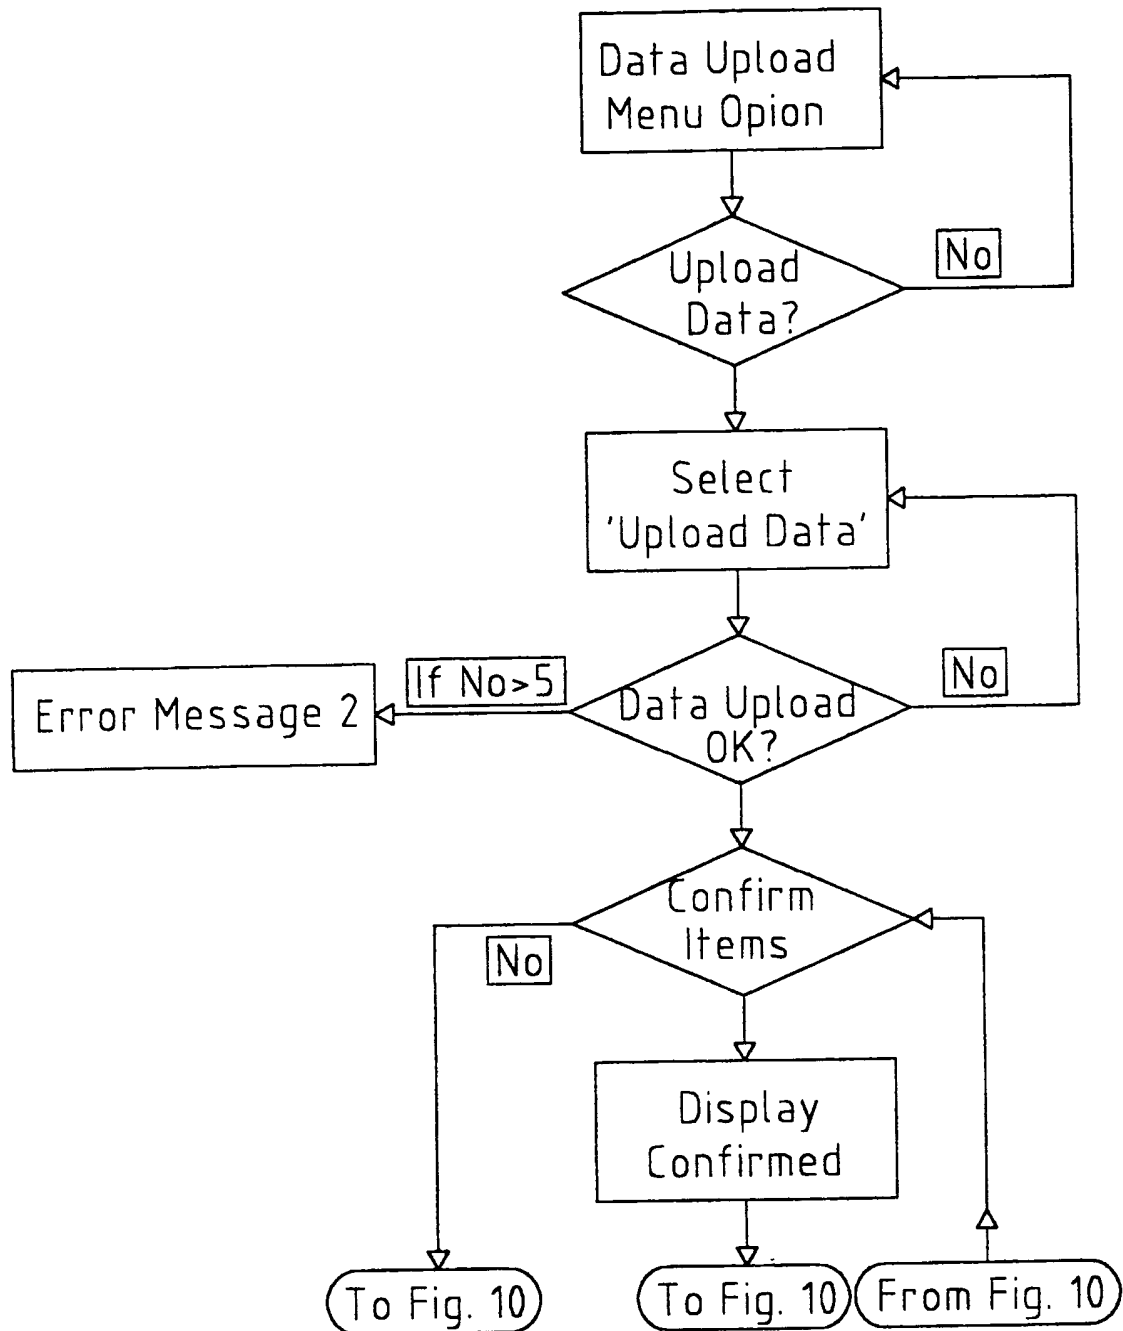 Data Upload
Menu Opion
Upload
Data?
No
Select
'Upload Data'
Error Message 2
If No>5
Data Upload
OK?
No
Confirm
Items
No
Display
Confirmed
To Fig. 10
To Fig. 10
From Fig. 10